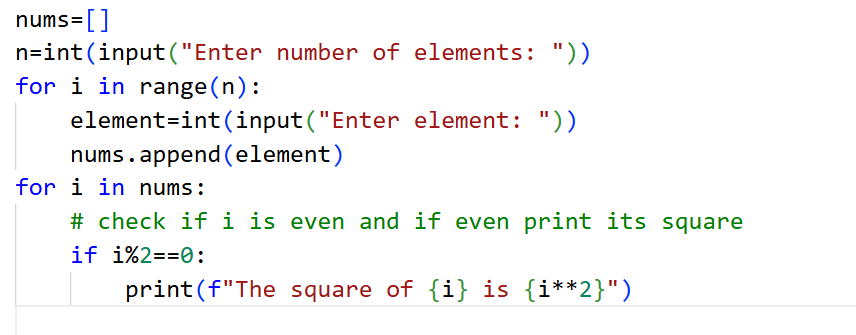 nums=[]
n=int(input("Enter number of elements: "))
for i in range(n):
    element=int(input("Enter element: "))
    nums.append(element)
for i in nums:
    # check if i is even and if even print its square
    if i%2==0:
        print(f"The square of {i} is {i**2}")